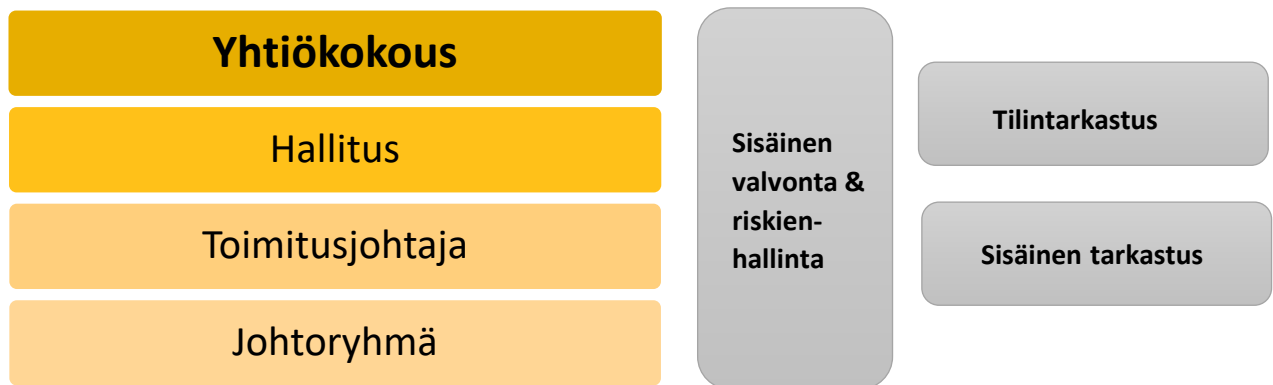 Yhtiökokous
Hallitus
Toimitusjohtaja
Johtoryhmä
Sisäinen
valvonta &
riskien-
hallinta
Tilintarkastus
Sisäinen tarkastus